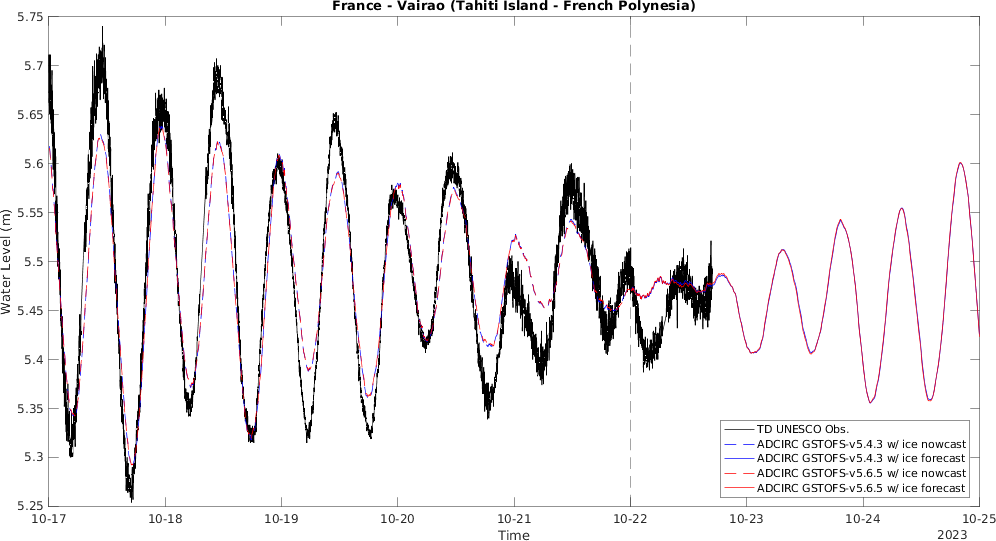 France - Vairao (Tahiti Island - French Polynesia)
5.75
5.7
5.65
5.6
5.55
5.5
5.45
5.4
5.35
5.3
5.25
Water Level (m)
TD UNESCO Obs.
ADCIRC GSTOFS-v5.4.3 w/ ice nowcast
ADCIRC GSTOFS-v5.4.3 w/ ice forecast
ADCIRC GSTOFS-v5.6.5 w/ ice nowcast
ADCIRC GSTOFS-v5.6.5 w/ ice forecast
10-17 10-18 10-19 10-20 10-21 10-22 10-23 10-24 10-25
Time
2023